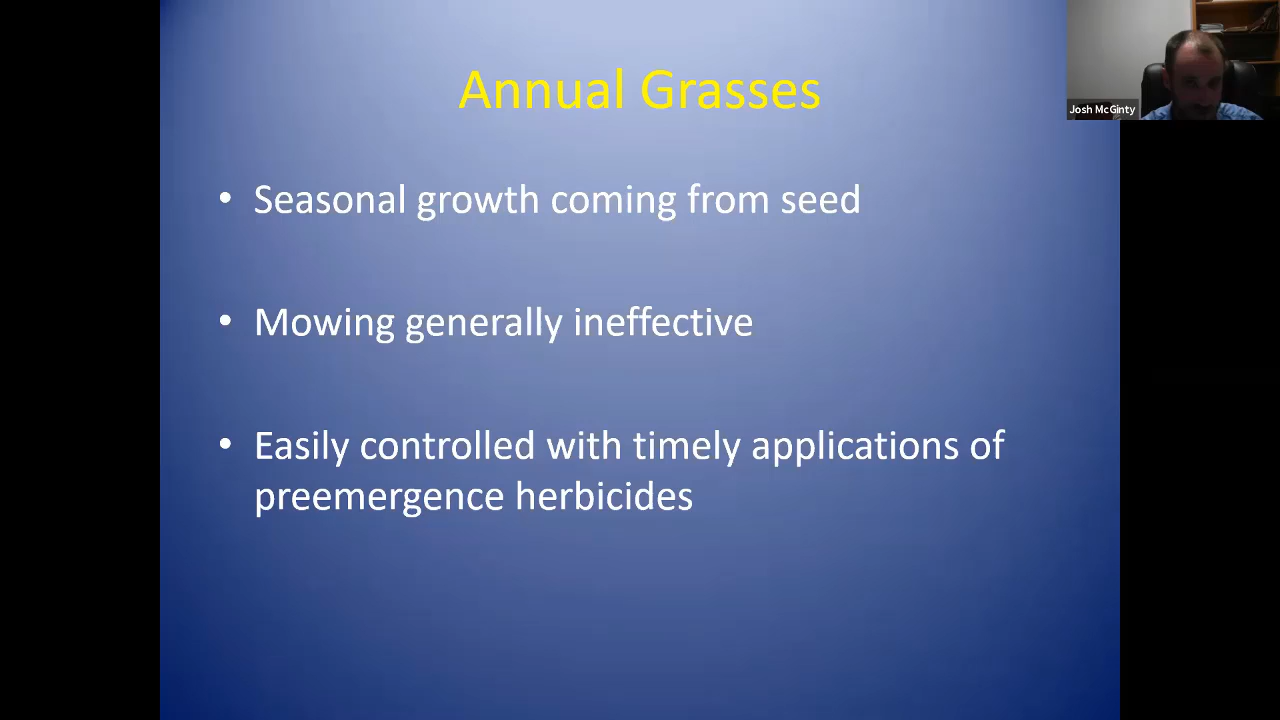 Annual Grasses
Josh McGinty
• Seasonal growth coming from seed
• Mowing generally ineffective
• Easily controlled with timely applications of
preemergence herbicides